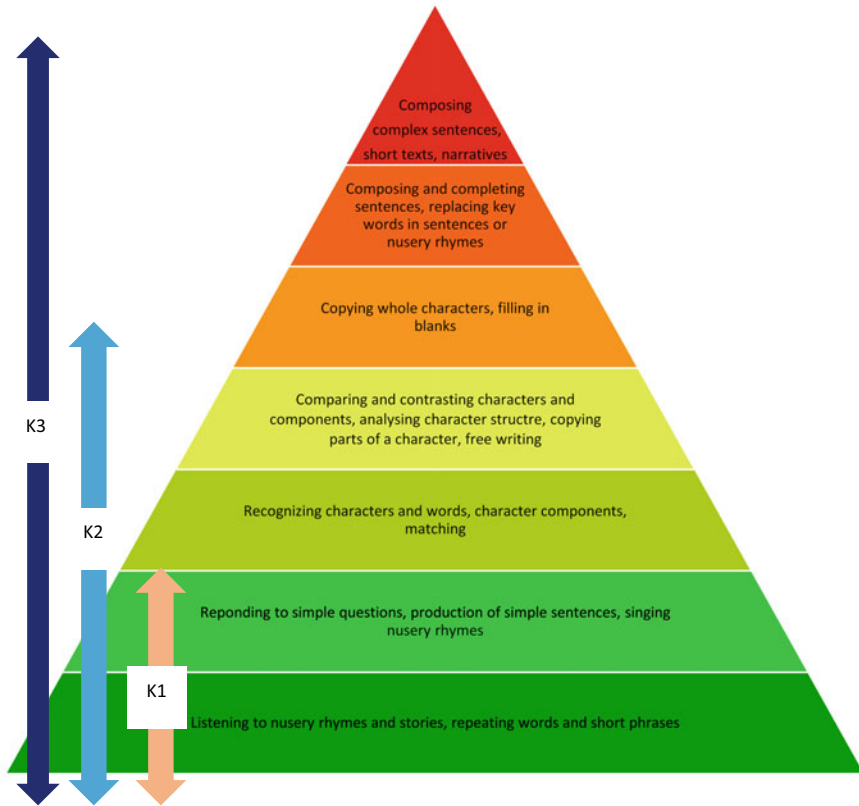 Composing
complex sentences,
short texts, narratives
Composing and completing
sentences, replacing key
words in sentences or
nusery rhymes
Copying whole characters, filling in
blanks
Comparing and contrasting characters and
components, analysing character structre, copying
parts of a character, free writing
K3
Recognizing characters and words, character components,
matching
K2
Reponding to simple questions, production of simple sentences, singing
nusery rhymes
K1
Listening to nusery rhymes and stories, repeating words and short phrases